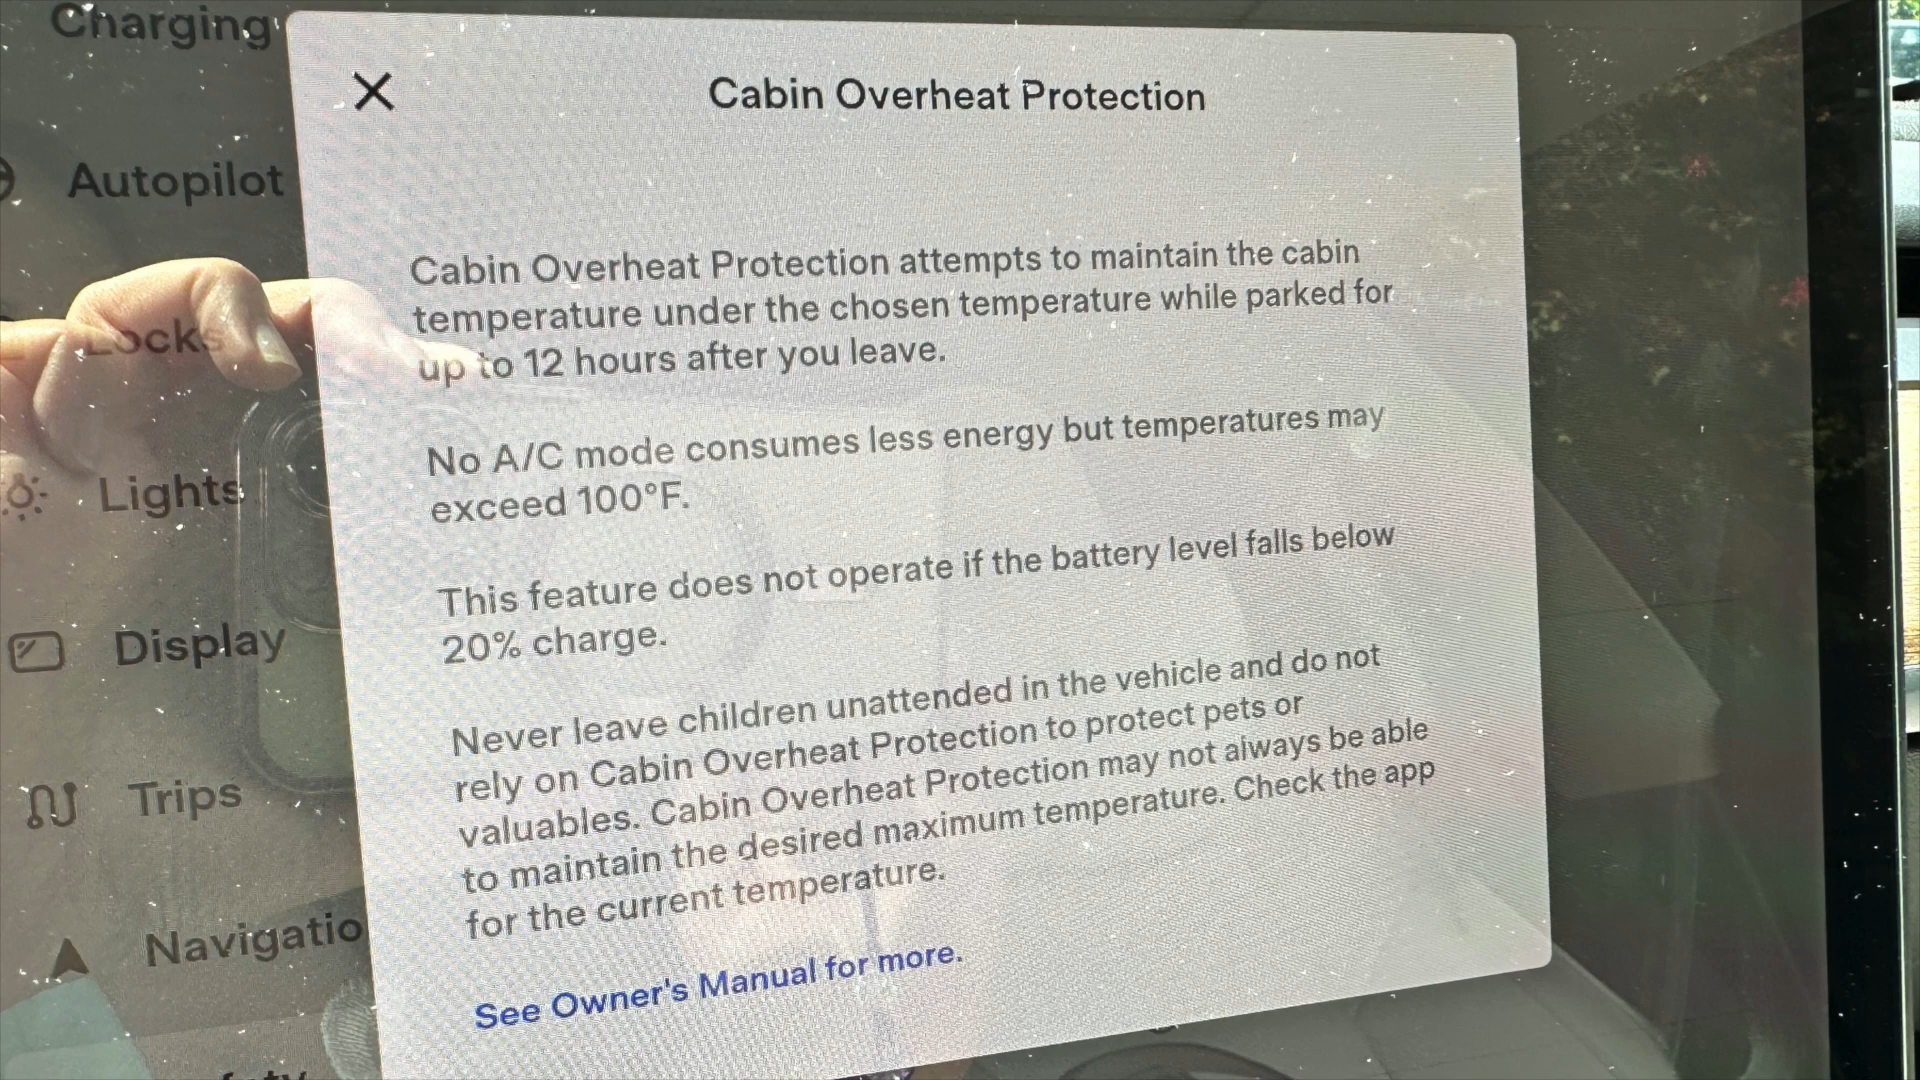 Charging
Autopilot
Locks
Lights
Display
Trips
Navigatio
Cabin Overheat Protection
Cabin Overheat Protection attempts to maintain the cabin
temperature under the chosen temperature while parked for
up to 12 hours after you leave.
No A/C mode consumes less energy but temperatures may
exceed 100°F.
This feature does not operate if the battery level falls below
20% charge.
Never leave children unattended in the vehicle and do not
rely on Cabin Overheat Protection to protect pets or
valuables. Cabin Overheat Protection may not always be able
to maintain the desired maximum temperature. Check the app
for the current temperature.
See Owner's Manual for more.